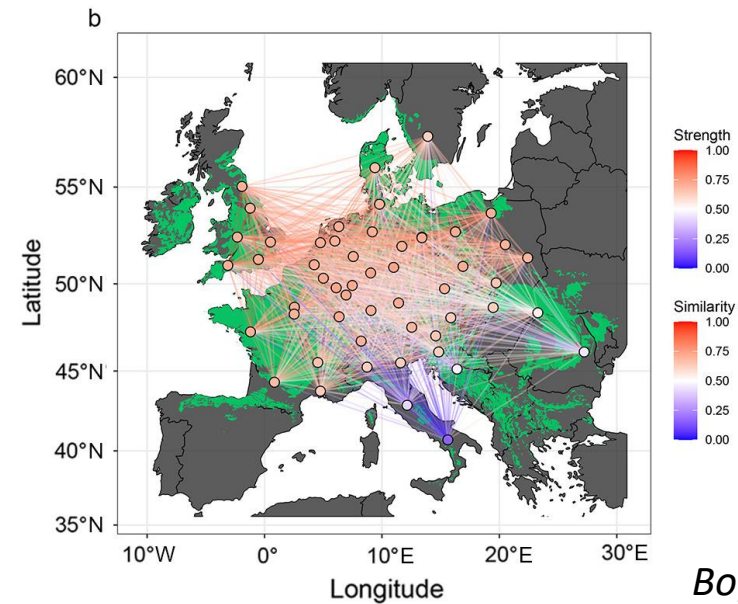 b
60°N
55°N
50°N
45°N
40°N
35°N
10°W 0° 10°E 20°E 30°E
Latitude
Longitude
Strength
1.00
0.75
0.50
0.25
0.00
Similarity
1.00
0.75
0.50
0.25
0.00
Bo